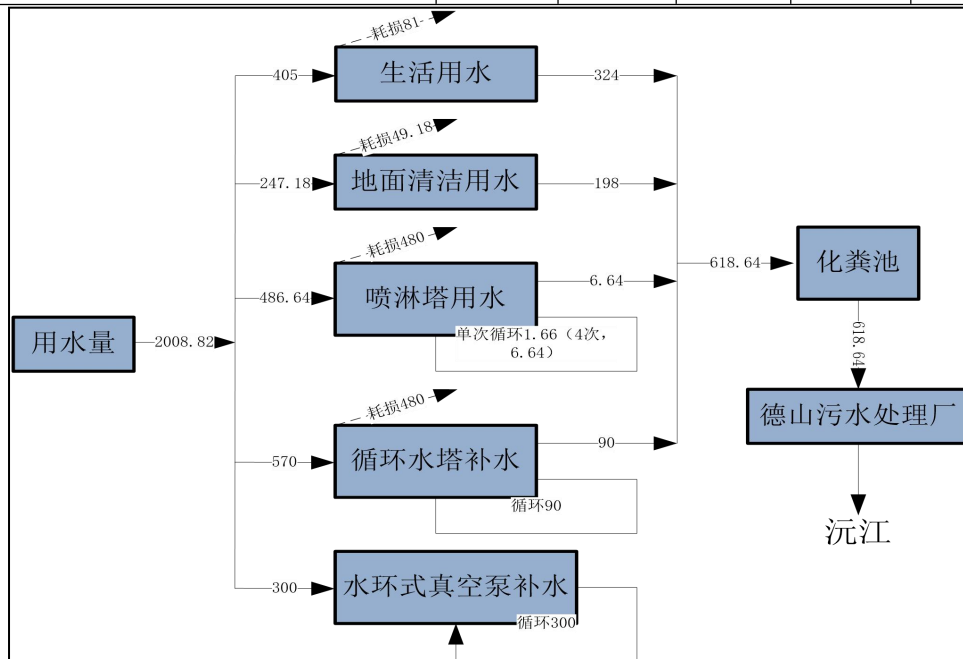 耗损81
405
生活用水
324
耗损49.18
247.18
地面清洁用水
198
耗损480
486.64
喷淋塔用水
6.64
单次循环1.66（4次，
6.64）
618.64
化粪池
用水量
2008.82
618.64
德山污水处理厂
沅江
耗损480
570
循环水塔补水
90
循环90
300
水环式真空泵补水
循环300